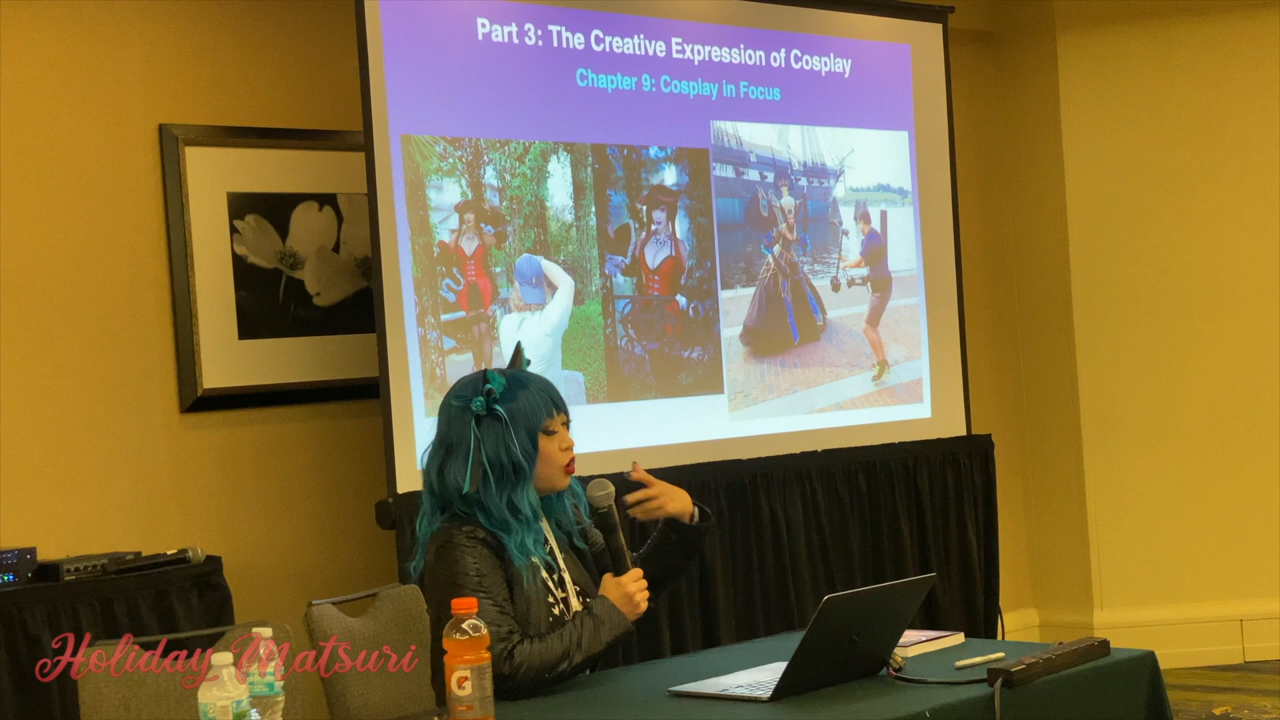 Part 3: The Creative Expression of Cosplay
Chapter 9: Cosplay in Focus
G
Holiday Matsuri